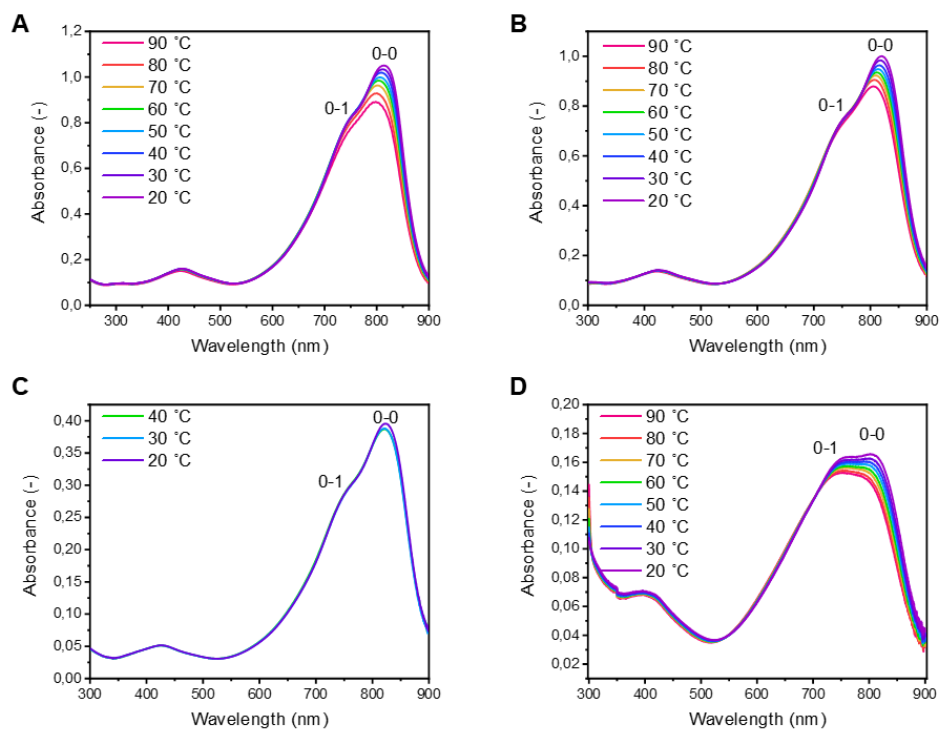 A
1,2
1,0
0,8
0,6
0,4
0,2
0,0
Absorbance (-)
90 °C
80 °C
70 °C
60 °C
50 °C
40 °C
30 °C
20 °C
0-0
0-1
300 400 500 600 700 800 900
Wavelength (nm)
B
1,0
0,8
0,6
0,4
0,2
0,0
Absorbance (-)
90 °C
80 °C
70 °C
60 °C
50 °C
40 °C
30 °C
20 °C
0-0
0-1
300 400 500 600 700 800 900
Wavelength (nm)
C
0,40
0,35
0,30
0,25
0,20
0,15
0,10
0,05
0,00
Absorbance (-)
40 °C
30 °C
20 °C
0-0
0-1
300 400 500 600 700 800 900
Wavelength (nm)
D
0,20
0,18
0,16
0,14
0,12
0,10
0,08
0,06
0,04
0,02
Absorbance (-)
90 °C
80 °C
70 °C
60 °C
50 °C
40 °C
30 °C
20 °C
0-0
0-1
300 400 500 600 700 800 900
Wavelength (nm)